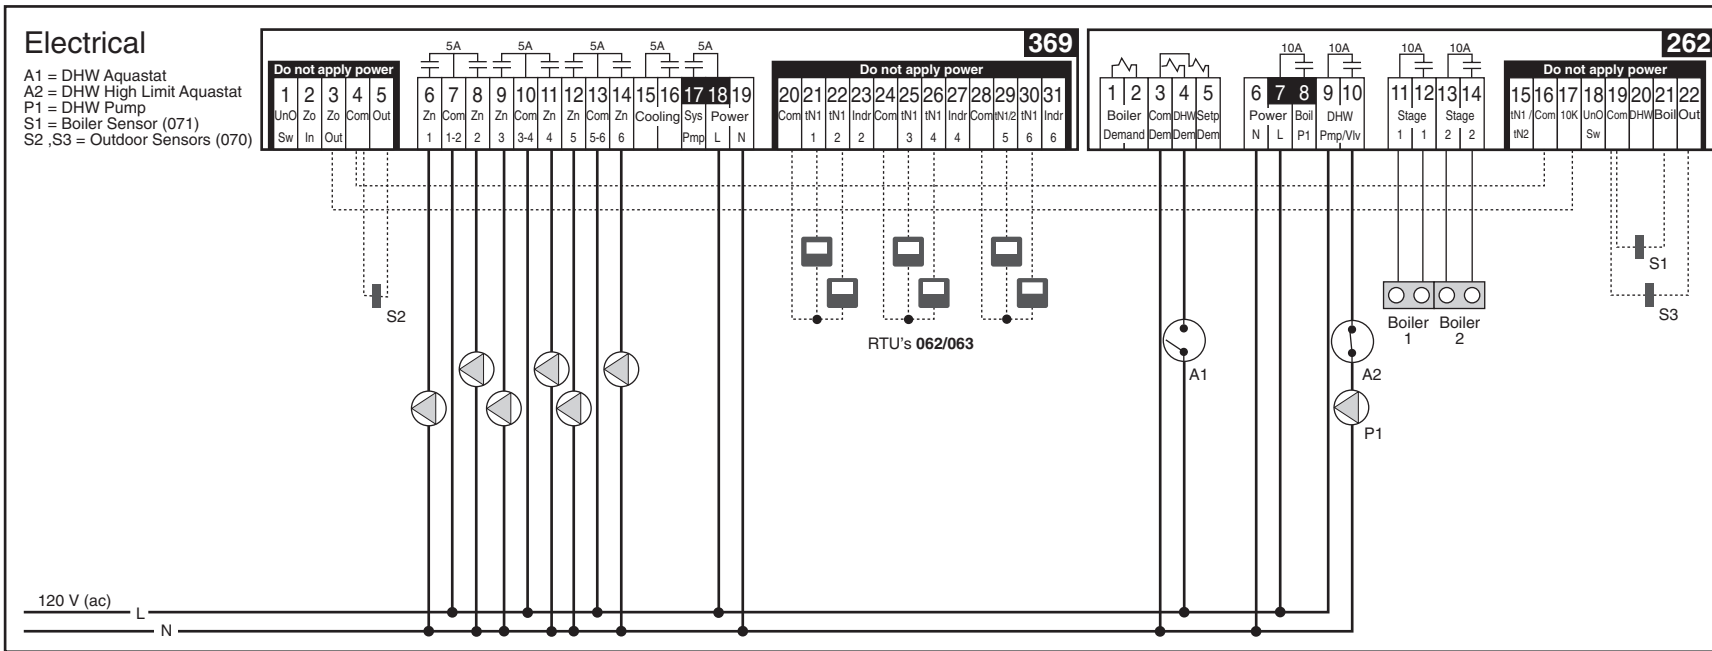 Electrical
A1 = DHW Aquastat
A2 = DHW High Limit Aquastat
P1 = DHW Pump
S1 = Boiler Sensor (071)
S2 ,S3 = Outdoor Sensors (070)
369
5A 5A 5A 5A 5A
Do not apply power
1 2 3 4 5
UnO Zo Zo Com Out
Sw In Out
6 7 8 9 10 11 12 13 14 15 16 17 18 19
Zn Com Zn Zn Com Zn Zn Com Zn Cooling Sys Power
1 1-2 2 3 3-4 4 5 5-6 6 Pmp L N
Do not apply power
20 21 22 23 24 25 26 27 28 29 30 31
Com tN1 tN1 Indr Com tN1 tN1 Indr Com tN1/2 tN1 Indr
1 2 2 3 4 4 5 6 6
262
10A 10A 10A 10A
1 2 3 4 5
Boiler Com DHW Setp
Demand Dem Dem Dem
6 7 8 9 10
Power Boil DHW
N L P1 Pmp/Vlv
11 12 13 14
Stage Stage
1 1 2 2
Do not apply power
15 16 17 18 19 20 21 22
tN1 / Com 10K UnO Com DHW Boil Out
tN2 Sw
S2
RTU's 062/063
A1
A2
P1
Boiler 1
Boiler 2
S1
S3
120 V (ac)
L
N